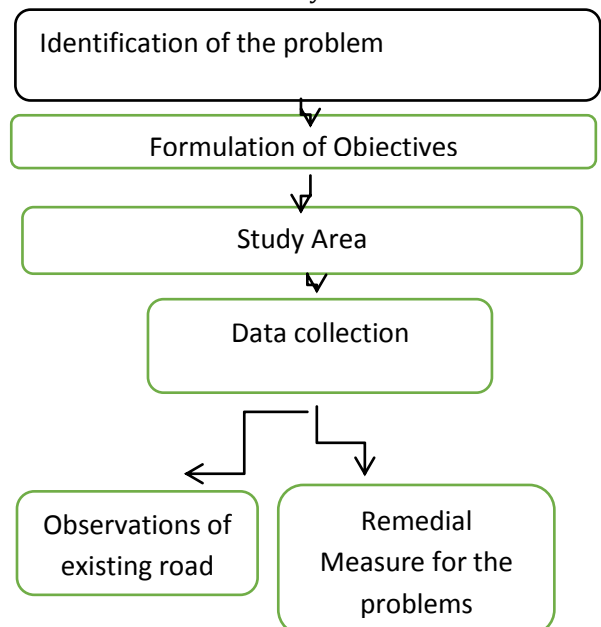 Identification of the problem
Formulation of Objectives
Study Area
Data collection
Observations of
existing road
Remedial
Measure for the
problems